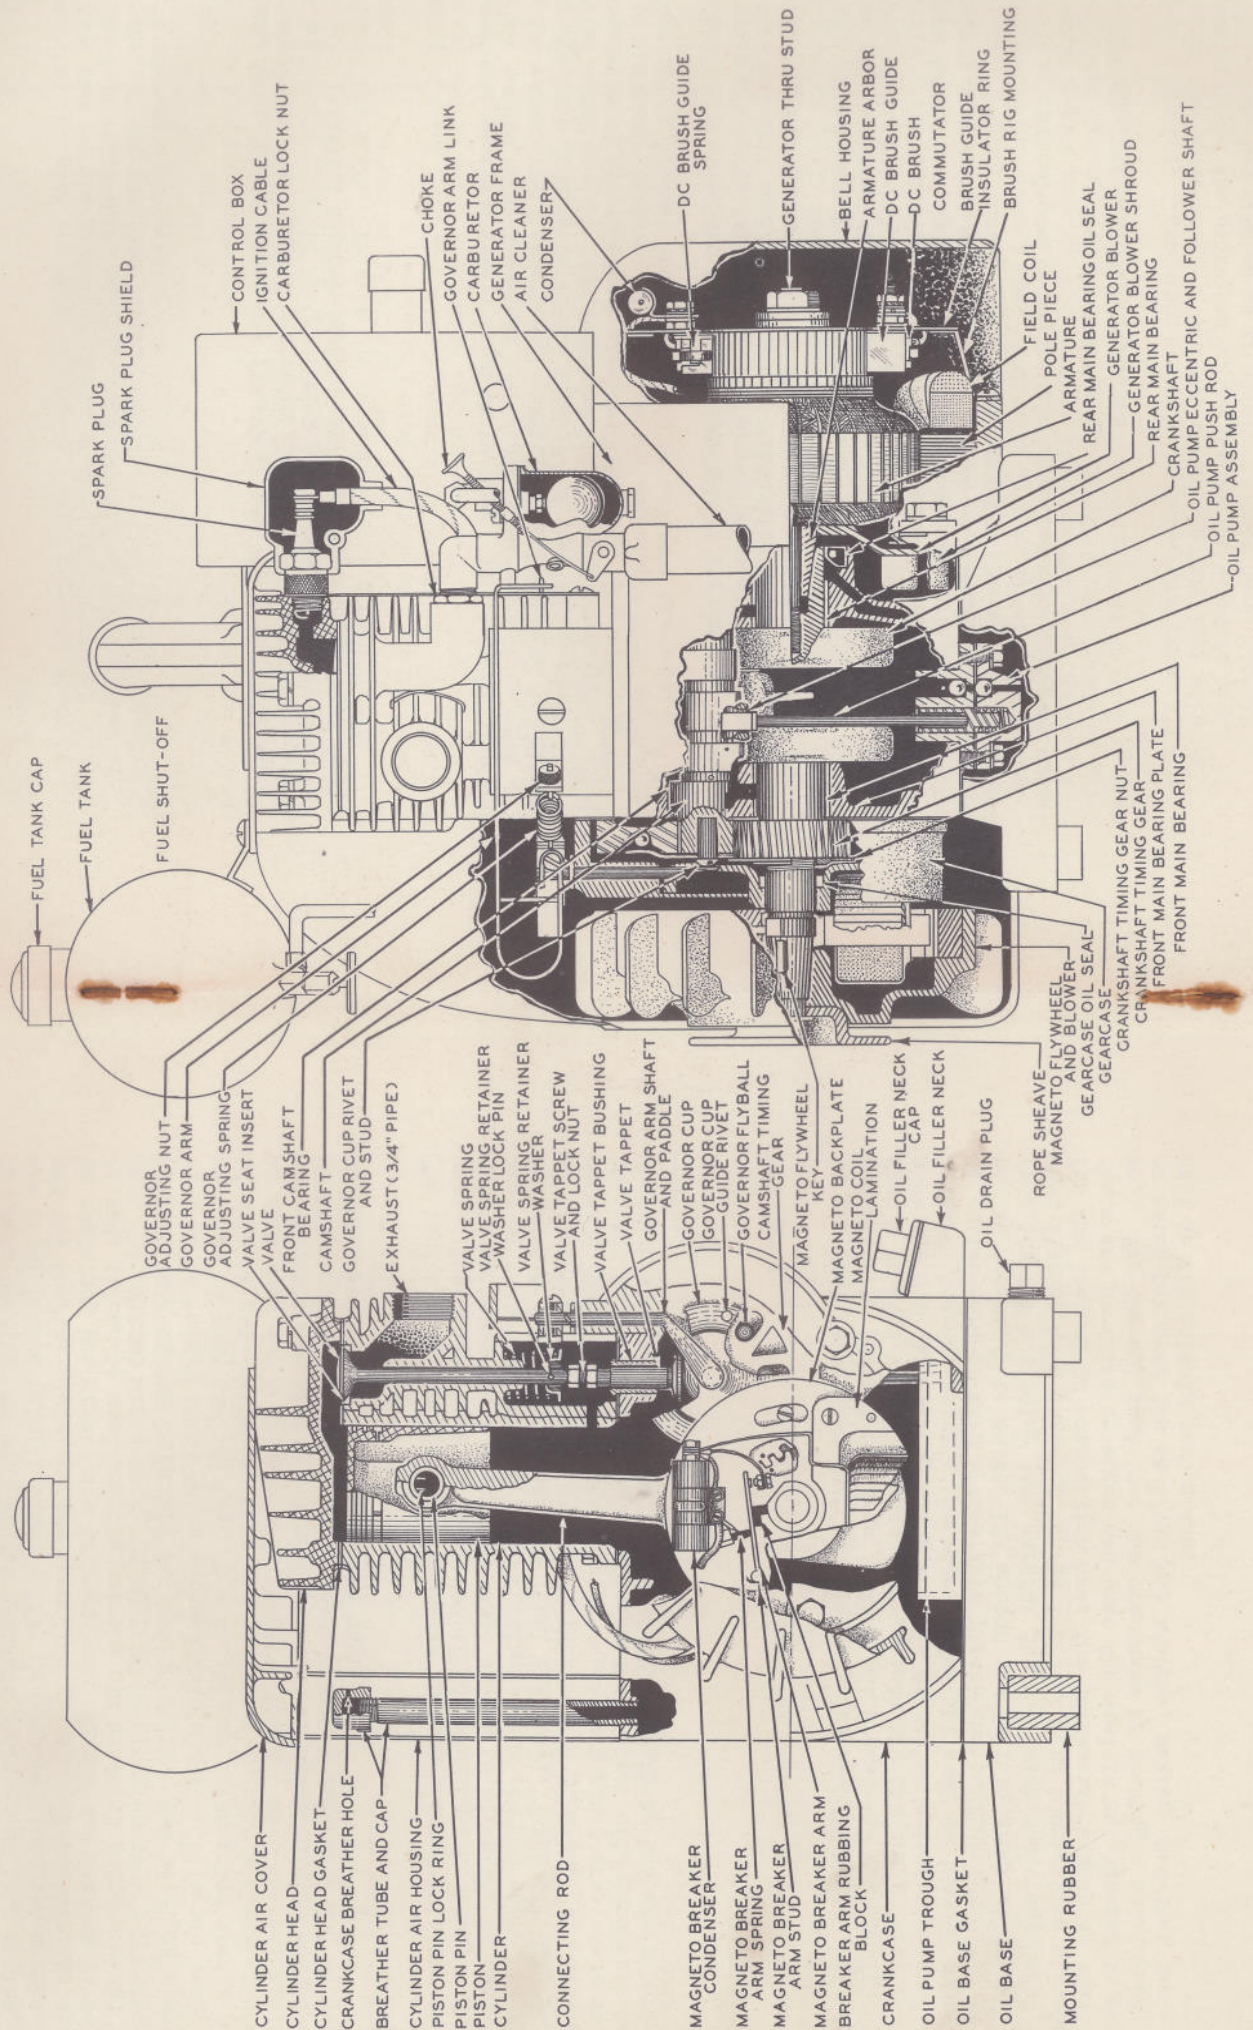 CYLINDER AIR COVER
CYLINDER HEAD
CYLINDER HEAD GASKET
CRANKCASE BREATHER HOLE
BREATHER TUBE AND CAP
CYLINDER AIR HOUSING
PISTON PIN LOCK RING
PISTON PIN
PISTON
CYLINDER
CONNECTING ROD
MAGNETO BREAKER
CONDENSER
MAGNETO BREAKER
ARM SPRING
MAGNETO BREAKER
ARM STUD
MAGNETO BREAKER ARM
BREAKER ARM RUBBING
BLOCK
CRANKCASE
OIL PUMP TROUGH
OIL BASE GASKET
OIL BASE
MOUNTING RUBBER
GOVERNOR
ADJUSTING NUT
GOVERNOR ARM
GOVERNOR
ADJUSTING SPRING
VALVE SEAT INSERT
VALVE
FRONT CAMSHAFT
BEARING
CAMSHAFT
GOVERNOR CUP RIVET
AND STUD
EXHAUST (3/4" PIPE)
VALVE SPRING
VALVE SPRING RETAINER
WASHER LOCK PIN
VALVE SPRING RETAINER
WASHER
VALVE TAPPET SCREW
AND LOCK NUT
VALVE TAPPET BUSHING
VALVE TAPPET
GOVERNOR ARM SHAFT
AND PADDLE
GOVERNOR CUP
GOVERNOR CUP
GUIDE RIVET
GOVERNOR FLYBALL
CAMSHAFT TIMING
GEAR
MAGNETO FLYWHEEL
KEY
MAGNETO BACKPLATE
MAGNETO COIL
LAMINATION
OIL FILLER NECK
CAP
OIL FILLER NECK
OIL DRAIN PLUG
FUEL TANK CAP
FUEL TANK
FUEL SHUT-OFF
SPARK PLUG
SPARK PLUG SHIELD
CONTROL BOX
IGNITION CABLE
CARBURETOR LOCK NUT
CHOKE
GOVERNOR ARM LINK
CARBURETOR
GENERATOR FRAME
AIR CLEANER
CONDENSER
DC BRUSH GUIDE
SPRING
GENERATOR THRU STUD
BELL HOUSING
ARMATURE ARBOR
DC BRUSH GUIDE
DC BRUSH
COMMUTATOR
BRUSH GUIDE
INSULATOR RING
BRUSH RIG MOUNTING
FIELD COIL
POLE PIECE
ARMATURE
REAR MAIN BEARING OIL SEAL
GENERATOR BLOWER
GENERATOR BLOWER SHROUD
REAR MAIN BEARING
CRANKSHAFT
OIL PUMP ECCENTRIC AND FOLLOWER SHAFT
OIL PUMP PUSH ROD
OIL PUMP ASSEMBLY
ROPE SHEAVE
MAGNETO FLYWHEEL
AND BLOWER
GEARCASE OIL SEAL
GEARCASE
CRANKSHAFT TIMING GEAR NUT
CRANKSHAFT TIMING GEAR
FRONT MAIN BEARING PLATE
FRONT MAIN BEARING